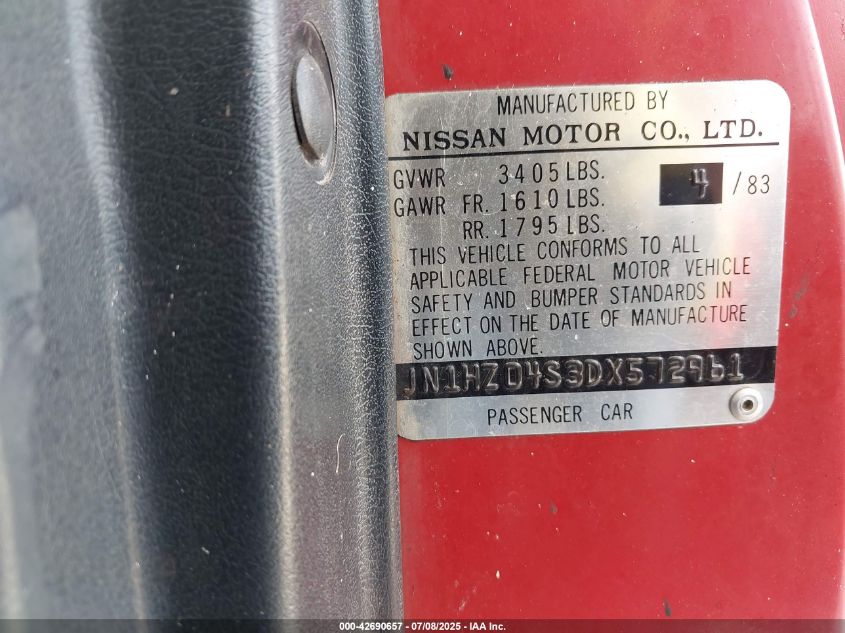 MANUFACTURED BY
NISSAN MOTOR CO., LTD.
GVWR 3405 LBS. 4 / 83
GAWR FR. 1610 LBS.
RR. 1795 LBS.
THIS VEHICLE CONFORMS TO ALL
APPLICABLE FEDERAL MOTOR VEHICLE
SAFETY AND BUMPER STANDARDS IN
EFFECT ON THE DATE OF MANUFACTURE
SHOWN ABOVE.
JN1HZ04S3DX572961
PASSENGER CAR
000-42690657 - 07/08/2025 - IAA Inc.